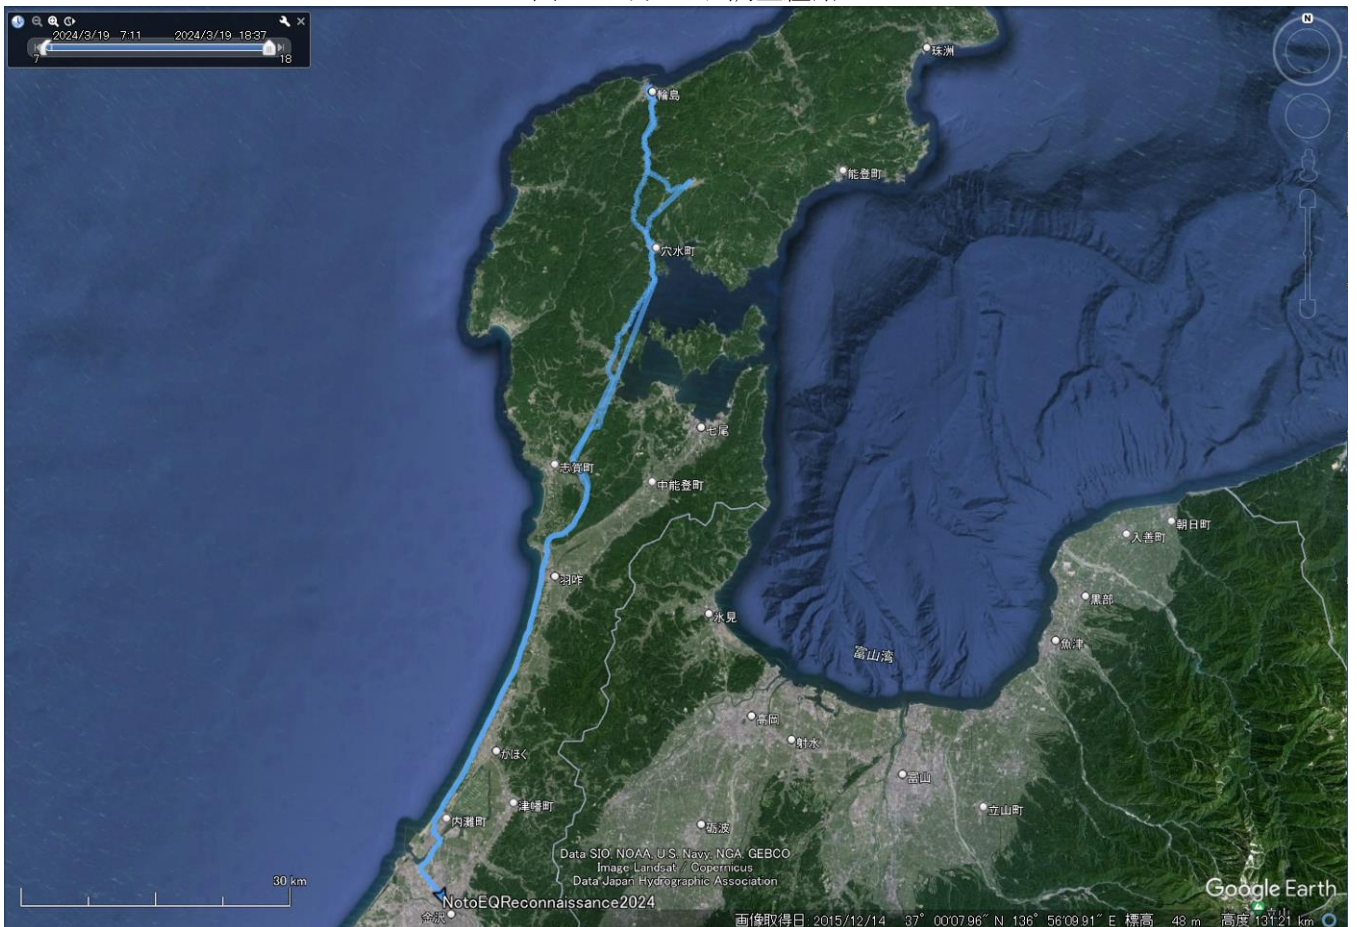 2024/3/19 7:11
2024/3/19 18:37
7
18
N
珠洲
輪島
能登町
穴水町
七尾
志賀町
中能登町
朝日町
入善町
羽咋
黒部
氷見
魚津
富山湾
高岡
射水
かほく
富山
津幡町
立山町
内灘町
砺波
Data SIO, NOAA, U.S. Navy, NGA, GEBCO
Image Landsat / Copernicus
Data Japan Hydrographic Association
30 km
Google Earth
NotoEQReconnaissance2024
金沢
立山
画像取得日: 2015/12/14 37° 00'07.96" N 136° 56'09.91" E 標高 48 m 高度 131.21 km